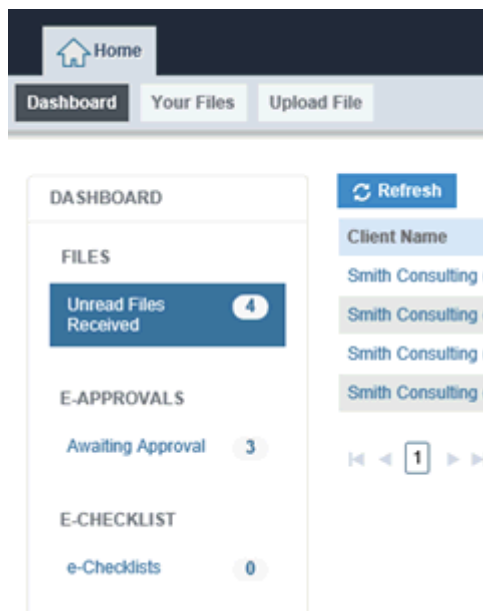 Home
Dashboard Your Files Upload File
DASHBOARD
FILES
Unread Files
Received 4
E-APPROVALS
Awaiting Approval 3
E-CHECKLIST
e-Checklists 0
Refresh
Client Name
Smith Consulting
Smith Consulting
Smith Consulting
Smith Consulting
1